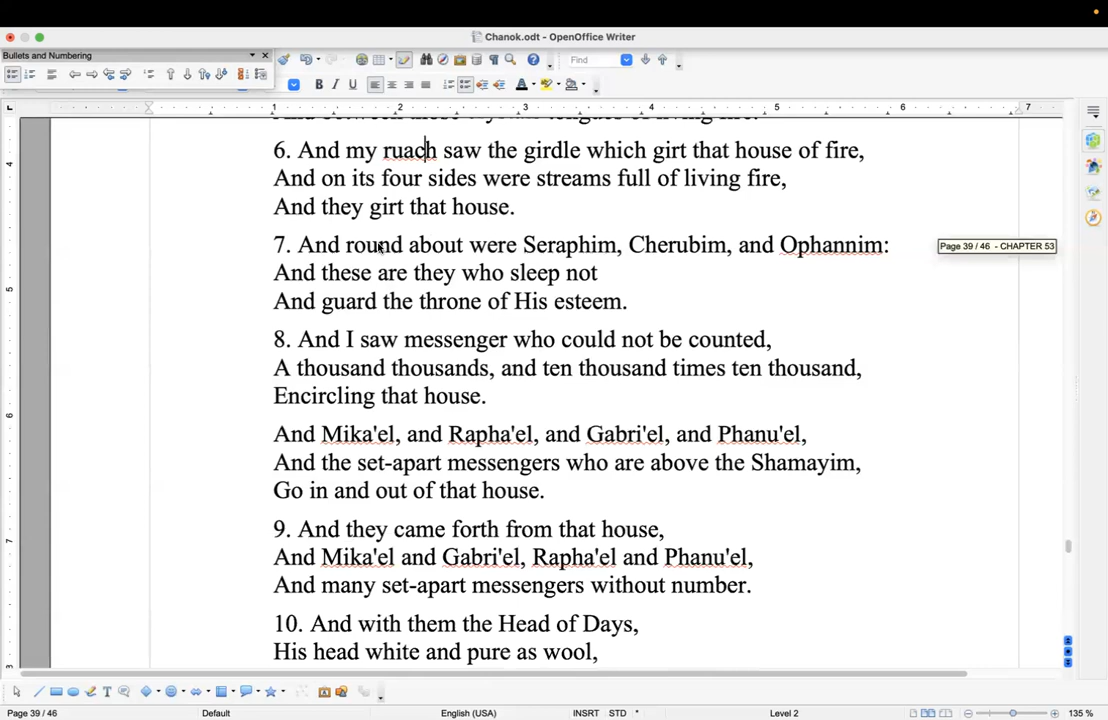 Chanok.odt - OpenOffice Writer
Bullets and Numbering
Find
1 2 3 4 5 6 7
6. And my ruach saw the girdle which girt that house of fire,
And on its four sides were streams full of living fire,
And they girt that house.
7. And round about were Seraphim, Cherubim, and Ophannim:
Page 39 / 46 - CHAPTER 53
And these are they who sleep not
And guard the throne of His esteem.
8. And I saw messenger who could not be counted,
A thousand thousands, and ten thousand times ten thousand,
Encircling that house.
And Mika'el, and Rapha'el, and Gabri'el, and Phanu'el,
And the set-apart messengers who are above the Shamayim,
Go in and out of that house.
9. And they came forth from that house,
And Mika'el and Gabri'el, Rapha'el and Phanu'el,
And many set-apart messengers without number.
10. And with them the Head of Days,
His head white and pure as wool,
Page 39 / 46 Default English (USA) INSRT STD * Level 2 135 %